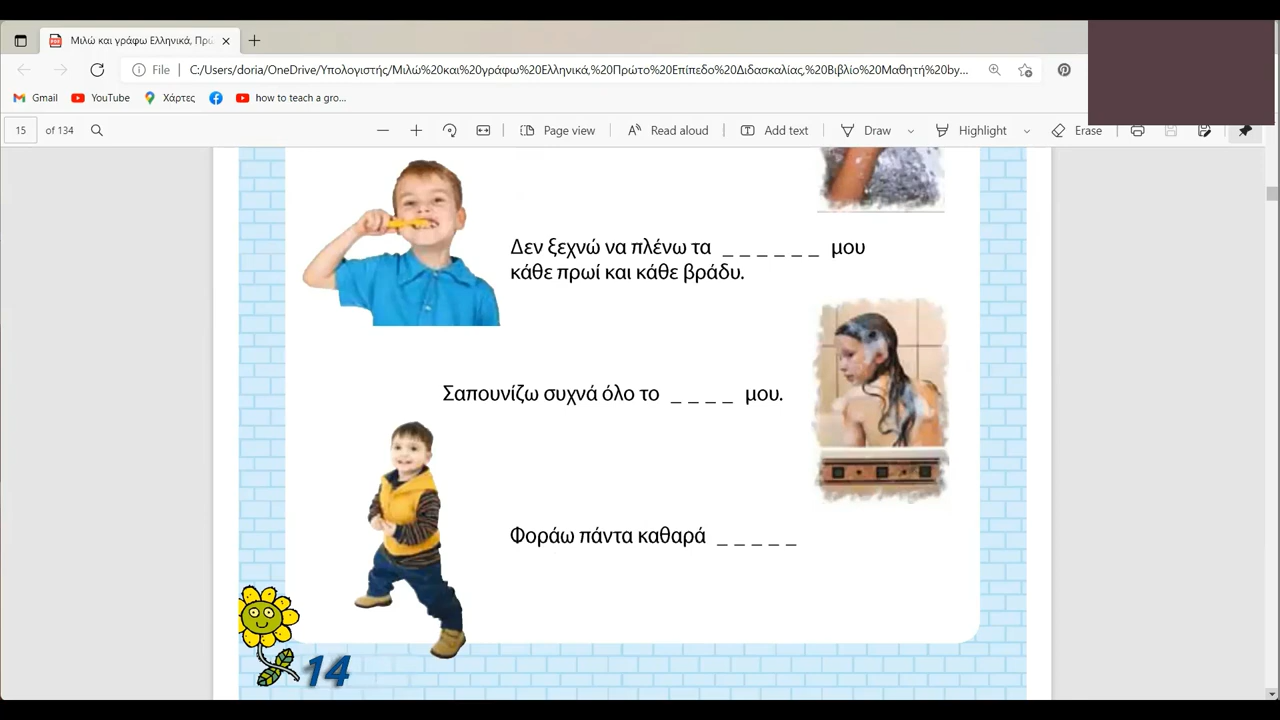 Μιλώ και γράφω Ελληνικά, Πρώ
File C:/Users/doria/OneDrive/Υπολογιστής/Μιλώ%20και%20γράφω%20Ελληνικά,%20Πρώτο%20Επίπεδο%20Διδασκαλίας,%20Βιβλίο%20Μαθητή%20by...
Gmail YouTube Χάρτες how to teach a gro...
15 of 134 Page view Read aloud Add text Draw Highlight Erase
Δεν ξεχνώ να πλένω τα _ _ _ _ _ _ μου
κάθε πρωί και κάθε βράδυ.
Σαπουνίζω συχνά όλο το _ _ _ _ μου.
Φοράω πάντα καθαρά _ _ _ _ _
14